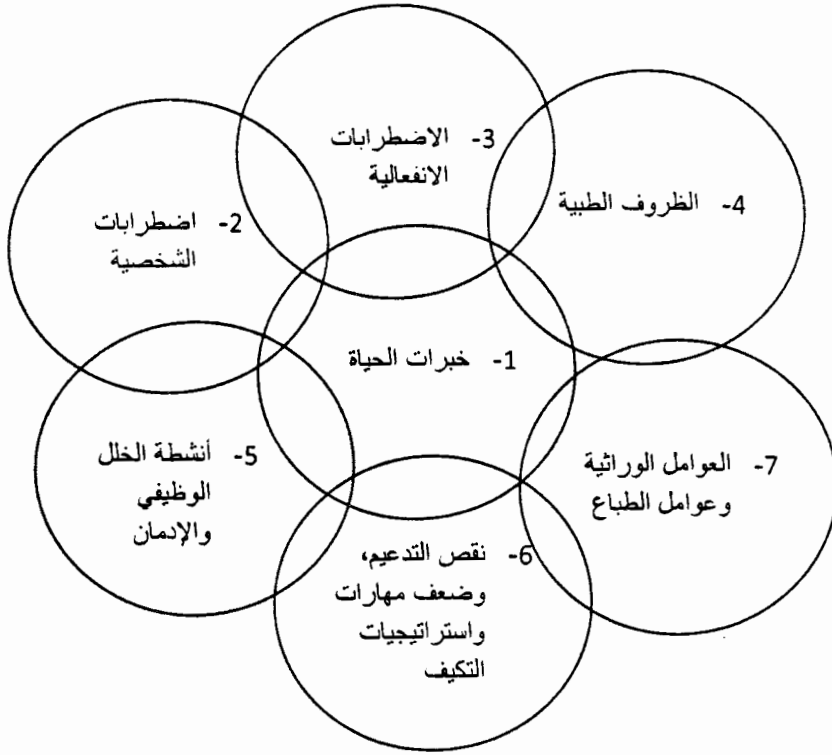 3- الاضطرابات
الانفعالية
4- الظروف الطبية
2- اضطرابات
الشخصية
1- خبرات الحياة
5- أنشطة الخلل
الوظيفي
والإدمان
7- العوامل الوراثية
وعوامل الطباع
6- نقص التدعيم،
وضعف مهارات
واستراتيجيات
التكيف